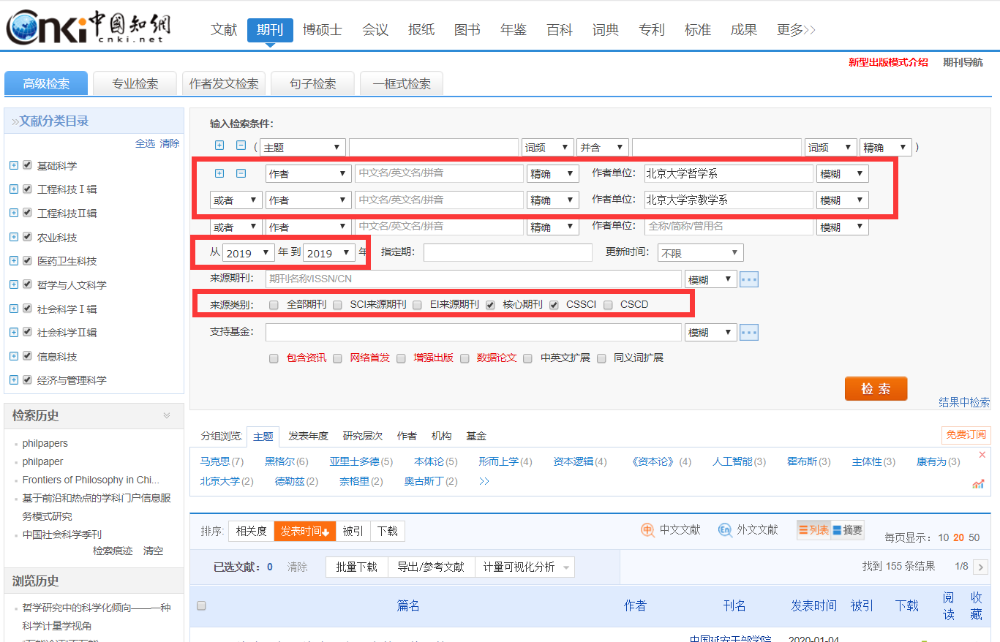 Cnki 中國知網
cnki.net
文献 期刊 博硕士 会议 报纸 图书 年鉴 百科 词典 专利 标准 成果 更多>>
新型出版模式介绍 期刊导航
高级检索 专业检索 作者发文检索 句子检索 一框式检索
»文献分类目录
全选 清除
基础科学
工程科技Ⅰ辑
工程科技Ⅱ辑
农业科技
医药卫生科技
哲学与人文科学
社会科学Ⅰ辑
社会科学Ⅱ辑
信息科技
经济与管理科学
检索历史
philpapers
philpaper
Frontiers of Philosophy in Chi...
基于前沿和热点的学科门户信息服
务模式研究
中国社会科学季刊
检索痕迹 清空
浏览历史
哲学研究中的科学化倾向——一种
科学计量学视角
输入检索条件:
( 主题 词频 并含 词频 精确 )
作者 中文名/英文名/拼音 精确 作者单位: 北京大学哲学系 模糊
或者 作者 中文名/英文名/拼音 精确 作者单位: 北京大学宗教学系 模糊
或者 作者 中文名/英文名/拼音 精确 作者单位: 全称/简称/曾用名 模糊
从 2019 年 到 2019 年 指定期: 更新时间: 不限
来源期刊: 期刊名称/ISSN/CN 模糊
来源类别: 全部期刊 SCI来源期刊 EI来源期刊 核心期刊 CSSCI CSCD
支持基金: 模糊
包含资讯 网络首发 增强出版 数据论文 中英文扩展 同义词扩展
检 索
结果中检索
分组浏览: 主题 发表年度 研究层次 作者 机构 基金 免费订阅
马克思(7) 黑格尔(6) 亚里士多德(5) 本体论(5) 形而上学(4) 资本逻辑(4) 《资本论》(4) 人工智能(3) 霍布斯(3) 主体性(3) 康有为(3)
北京大学(2) 德勒兹(2) 奈格里(2) 奥古斯丁(2) >>
排序: 相关度 发表时间 被引 下载 中 中文文献 En 外文文献 列表 摘要 每页显示: 10 20 50
已选文献: 0 清除 批量下载 导出/参考文献 计量可视化分析 找到 155 条结果 1/8 >
篇名 作者 刊名 发表时间 被引 下载 阅读 收藏
中国延安干部学院 2020-01-04